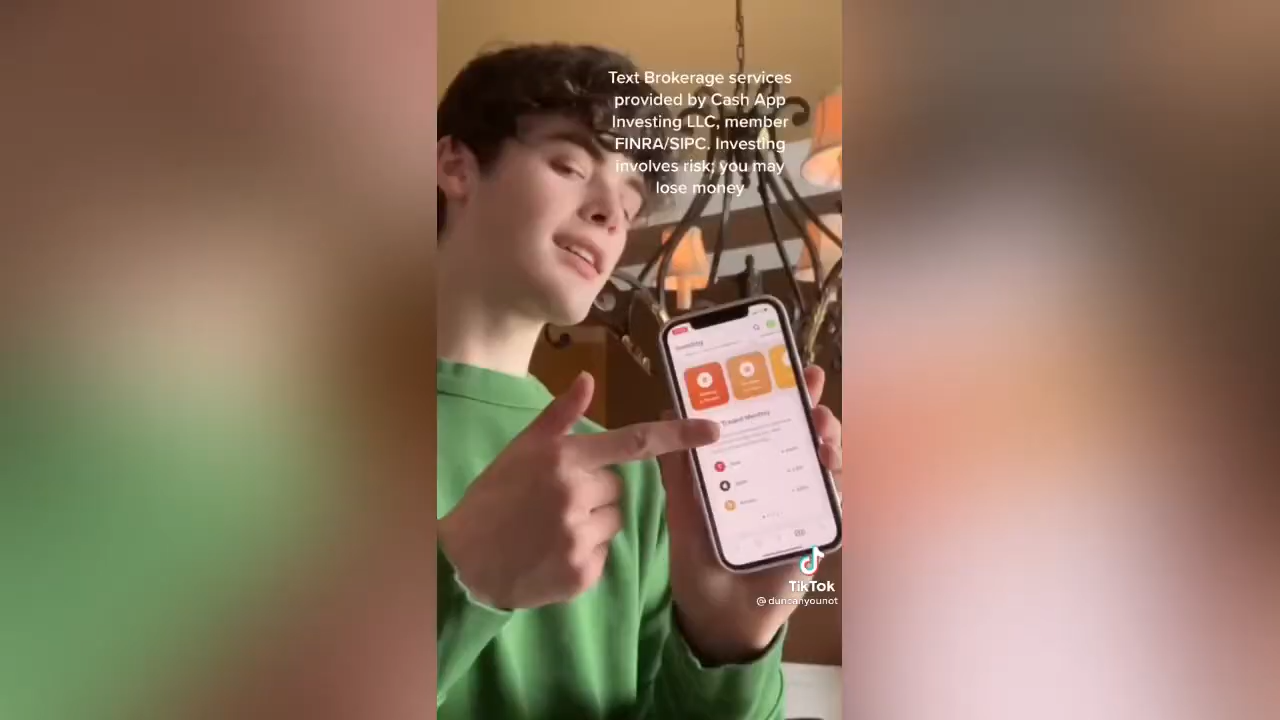 Text Brokerage services
provided by Cash App
Investing LLC, member
FINRA/SIPC. Investing
involves risk; you may
lose money
Investing
TikTok
@ duncanyounot